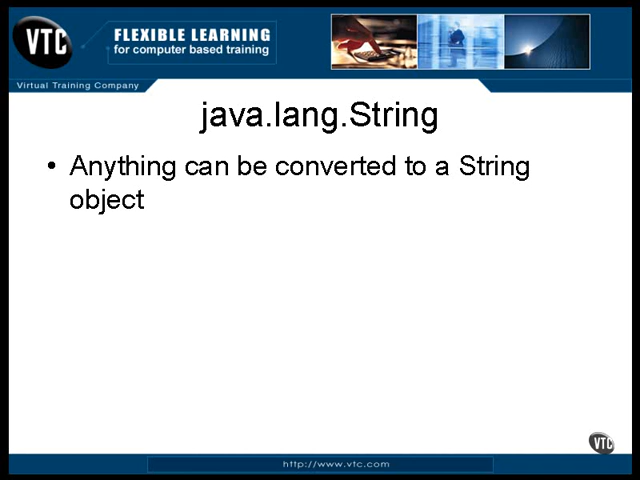 VTC
FLEXIBLE LEARNING
for computer based training
Virtual Training Company
java.lang.String
• Anything can be converted to a String
object
VTC
http://www.vtc.com